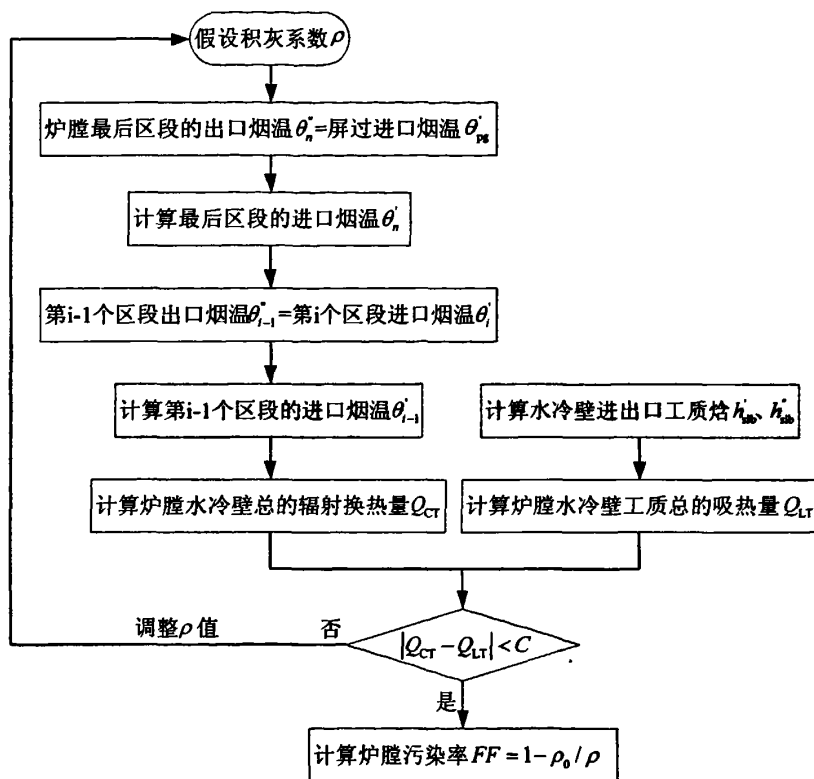 假设积灰系数ρ
炉膛最后区段的出口烟温θ″ₙ=屏过进口烟温θ′ₚg
计算最后区段的进口烟温θ′ₙ
第i-1个区段出口烟温θ″ᵢ₋₁=第i个区段进口烟温θ′ᵢ
计算第i-1个区段的进口烟温θ′ᵢ₋₁
计算水冷壁进出口工质焓h′slb、h″slb
计算炉膛水冷壁总的辐射换热量Q_CT
计算炉膛水冷壁工质总的吸热量Q_LT
调整ρ值
否
|Q_CT−Q_LT|<C
是
计算炉膛污染率FF=1−ρ₀/ρ